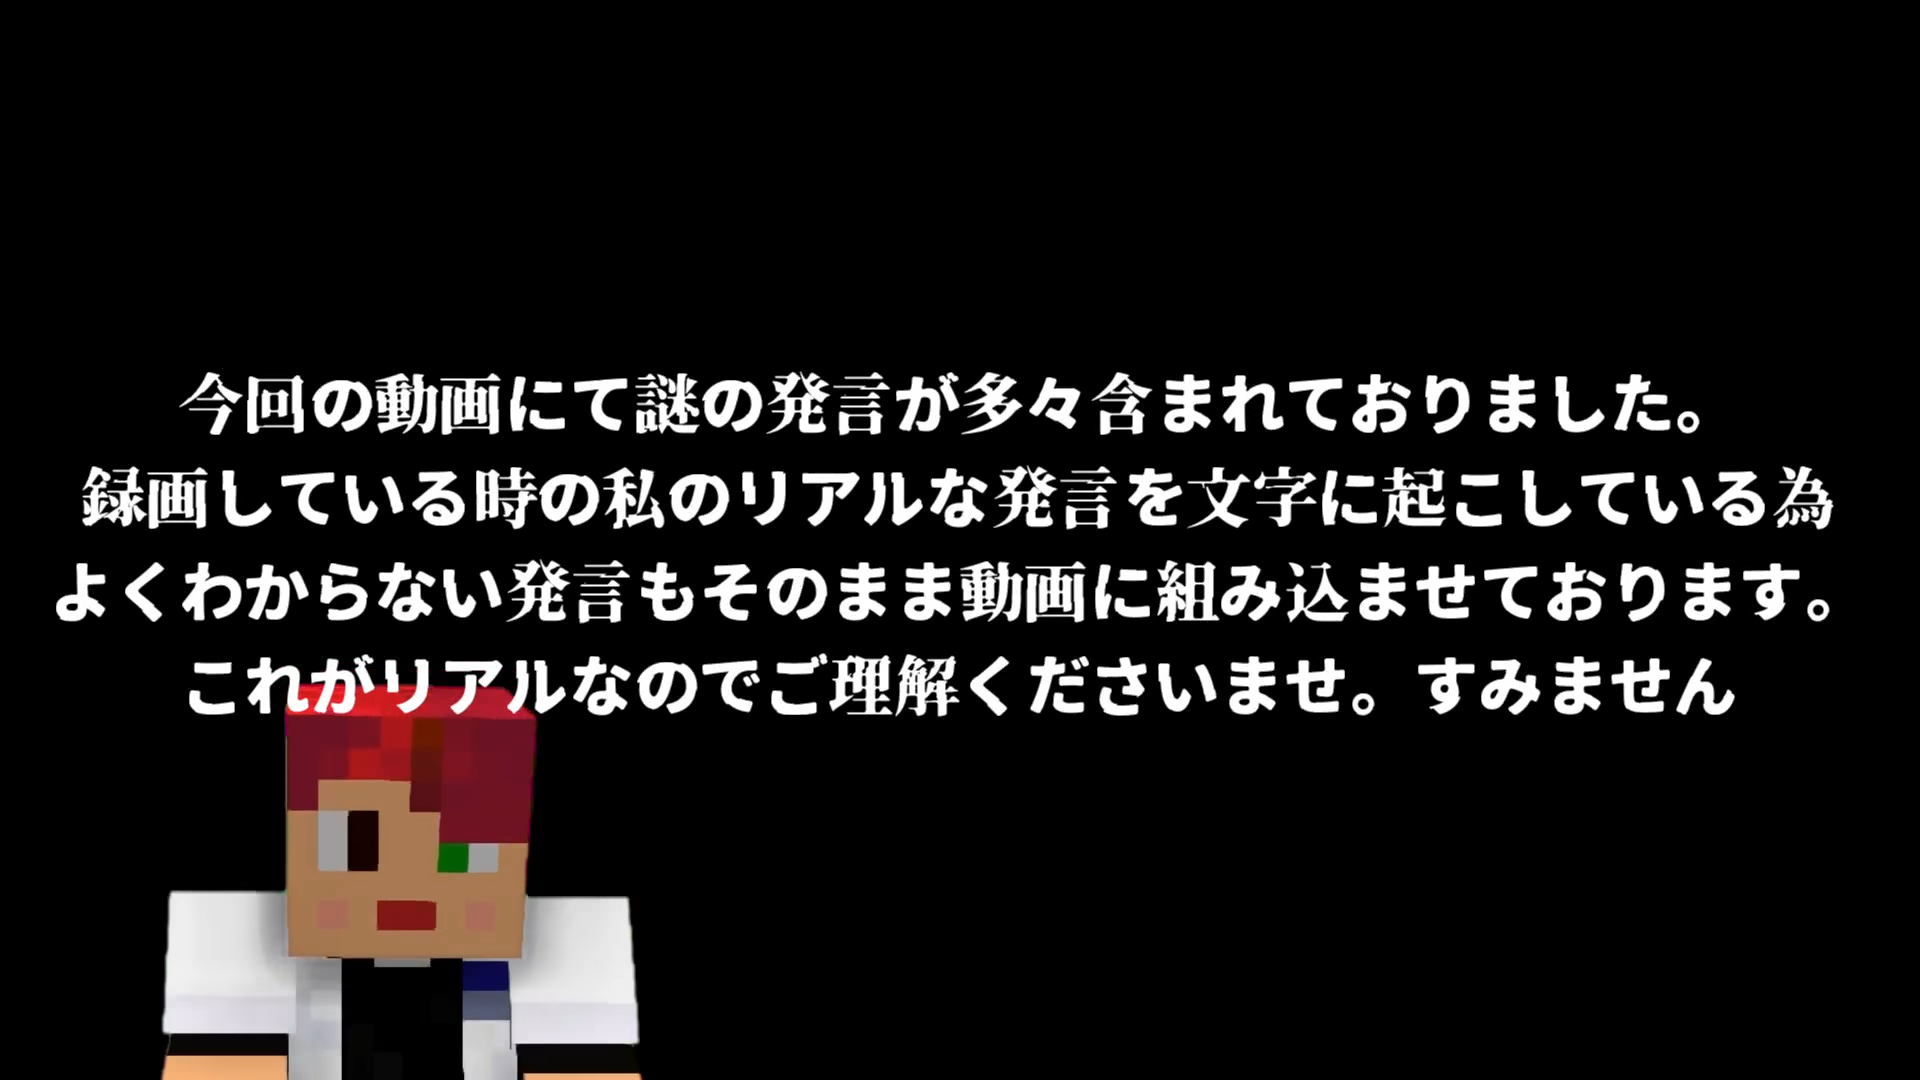 今回の動画にて謎の発言が多々含まれておりました。
録画している時の私のリアルな発言を文字に起こしている為
よくわからない発言もそのまま動画に組み込ませております。
これがリアルなのでご理解くださいませ。すみません